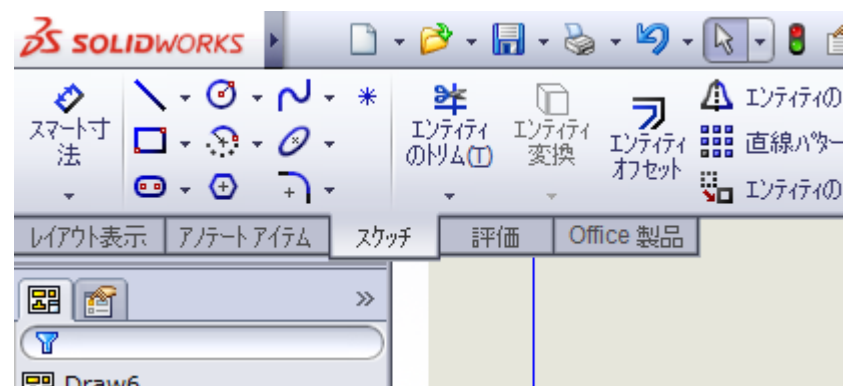 SOLIDWORKS
スマート寸
法
エンティティ
のトリム(T)
エンティティ
変換
エンティティ
オフセット
エンティティの
直線パター
エンティティの
レイアウト表示
アノテート アイテム
スケッチ
評価
Office 製品
Draw6